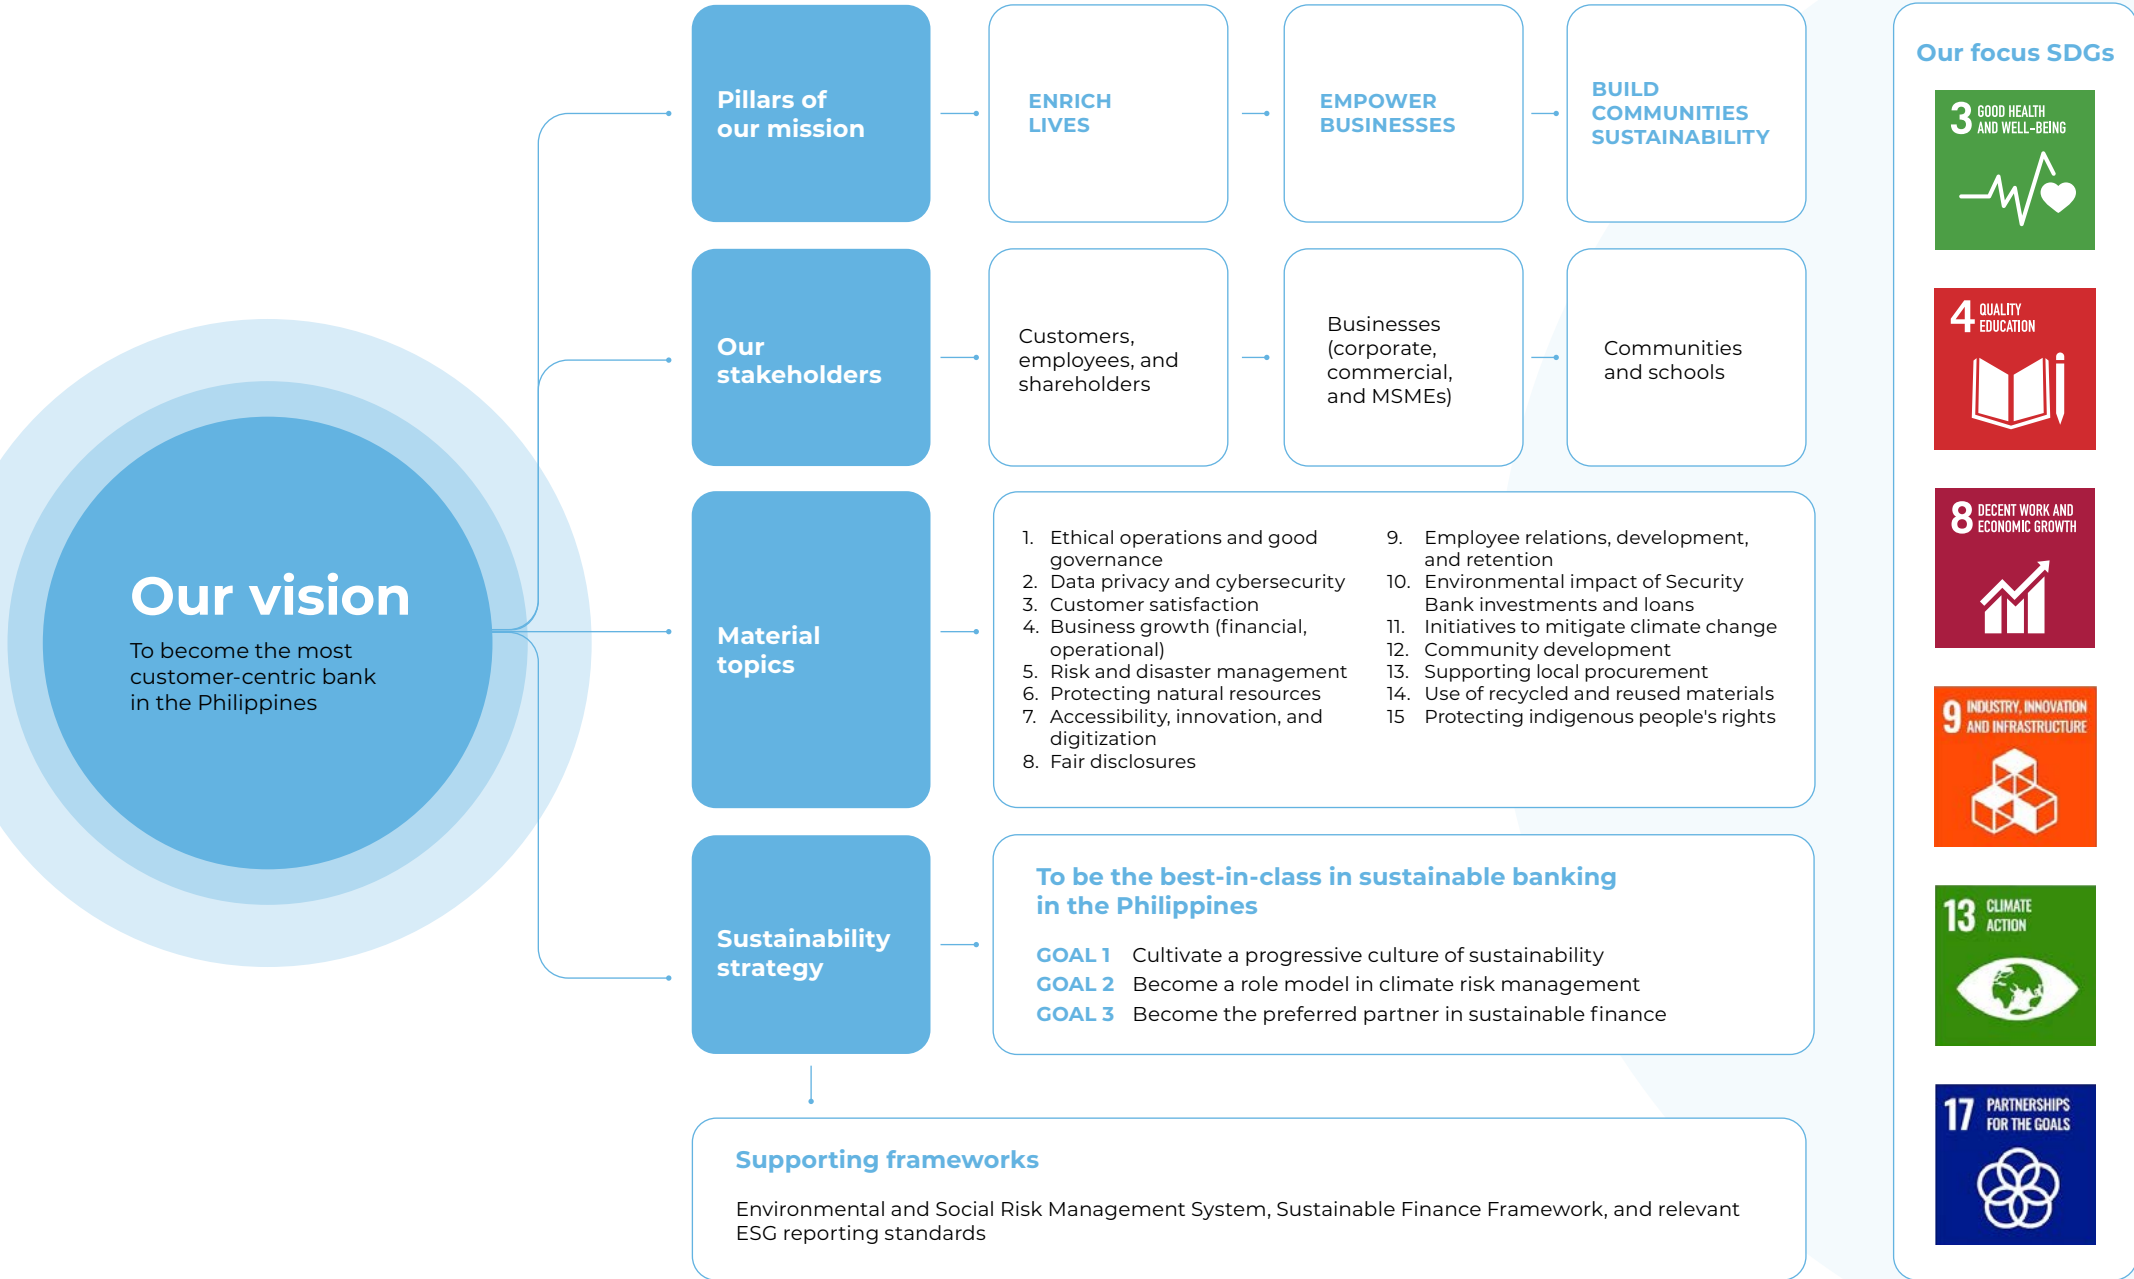 Our vision
To become the most
customer-centric bank
in the Philippines
Pillars of
our mission
ENRICH
LIVES
EMPOWER
BUSINESSES
BUILD
COMMUNITIES
SUSTAINABILITY
Our
stakeholders
Customers,
employees, and
shareholders
Businesses
(corporate,
commercial,
and MSMEs)
Communities
and schools
Material
topics
1. Ethical operations and good
governance
2. Data privacy and cybersecurity
3. Customer satisfaction
4. Business growth (financial,
operational)
5. Risk and disaster management
6. Protecting natural resources
7. Accessibility, innovation, and
digitization
8. Fair disclosures
9. Employee relations, development,
and retention
10. Environmental impact of Security
Bank investments and loans
11. Initiatives to mitigate climate change
12. Community development
13. Supporting local procurement
14. Use of recycled and reused materials
15 Protecting indigenous people's rights
Sustainability
strategy
To be the best-in-class in sustainable banking
in the Philippines
GOAL 1 Cultivate a progressive culture of sustainability
GOAL 2 Become a role model in climate risk management
GOAL 3 Become the preferred partner in sustainable finance
Supporting frameworks
Environmental and Social Risk Management System, Sustainable Finance Framework, and relevant
ESG reporting standards
Our focus SDGs
3 GOOD HEALTH
AND WELL-BEING
4 QUALITY
EDUCATION
8 DECENT WORK AND
ECONOMIC GROWTH
9 INDUSTRY, INNOVATION
AND INFRASTRUCTURE
13 CLIMATE
ACTION
17 PARTNERSHIPS
FOR THE GOALS